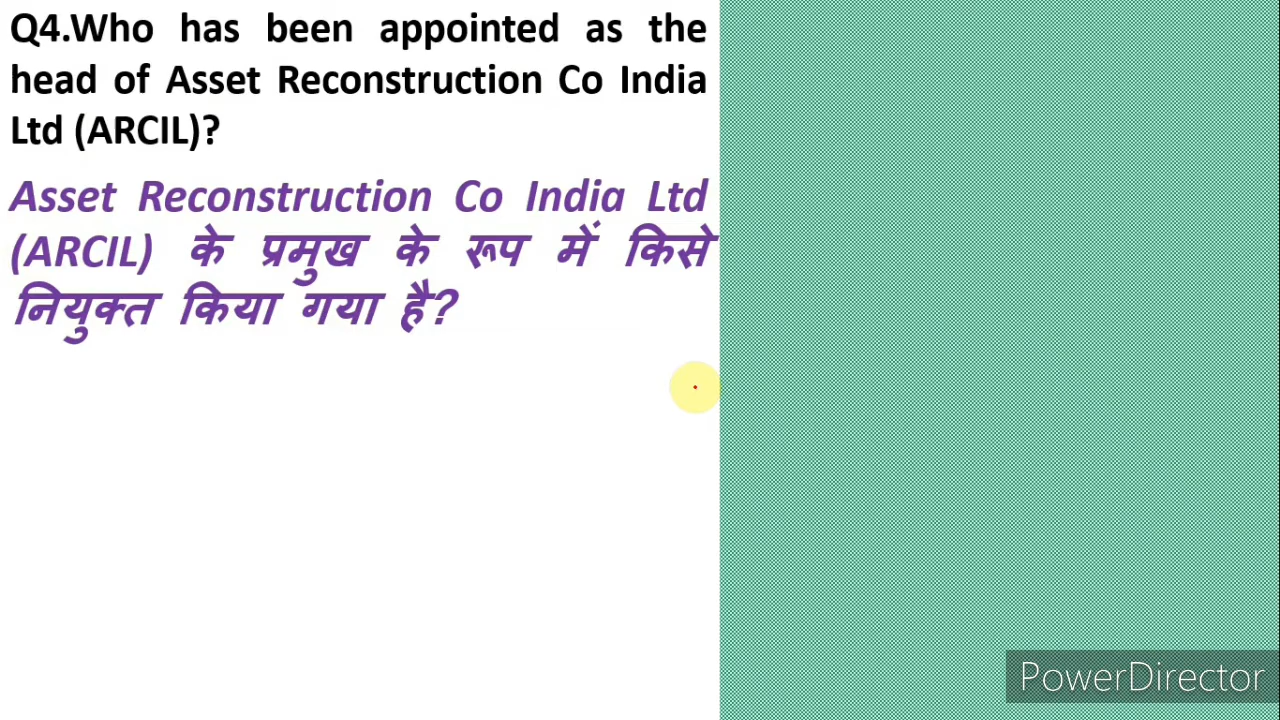 Q4.Who has been appointed as the
head of Asset Reconstruction Co India
Ltd (ARCIL)?
Asset Reconstruction Co India Ltd
(ARCIL) के प्रमुख के रूप में किसे
नियुक्त किया गया है?
PowerDirector